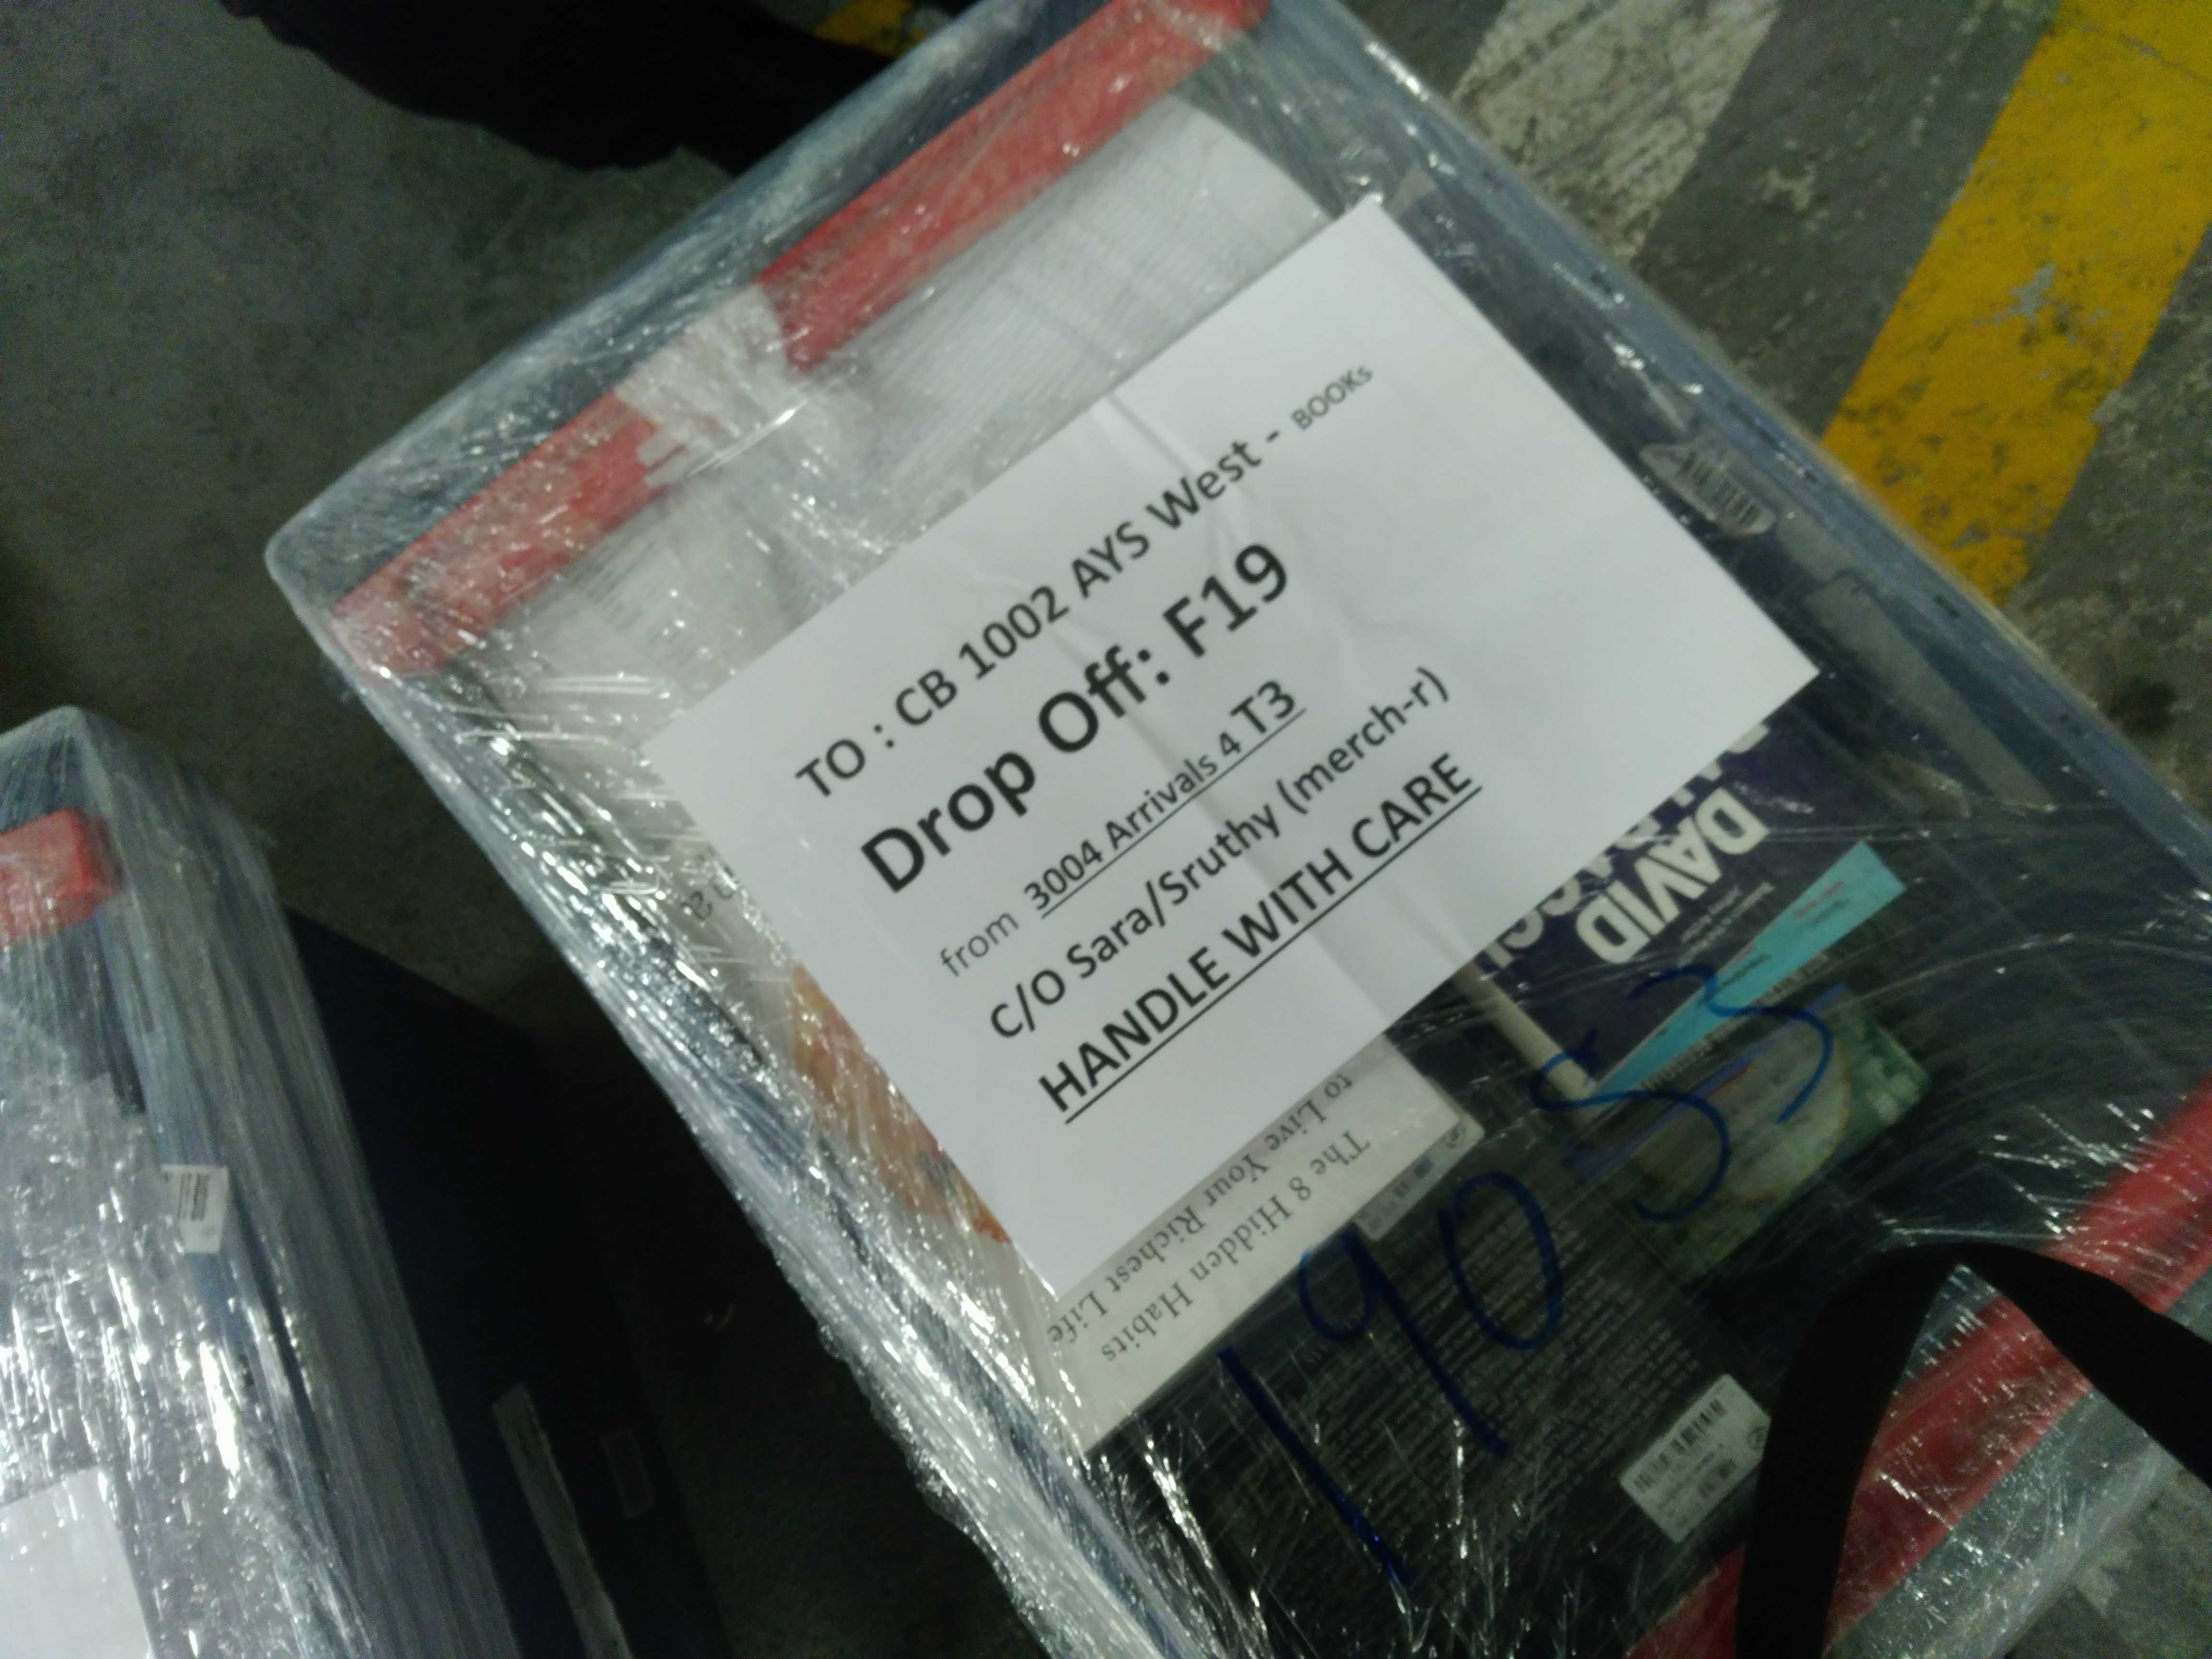 TO : CB 1002 AYS West - BOOKs
Drop Off: F19
from 3004 Arrivals 4 T3
C/O Sara/Sruthy (merch-r)
HANDLE WITH CARE
DAVID
The 8 Hidden Habits
to Live Your Richest Life
19053